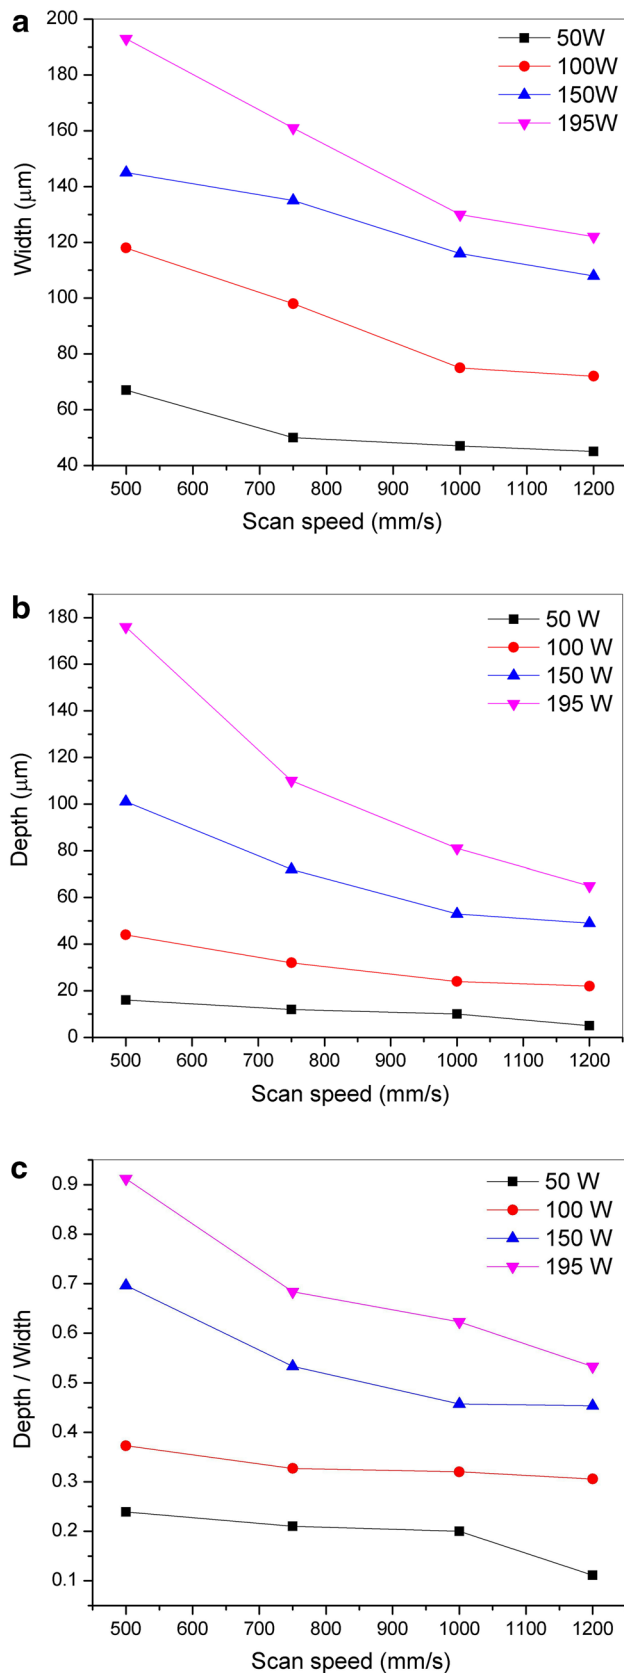 a
200
180
160
140
120
100
80
60
40
Width (μm)
50W
100W
150W
195W
500 600 700 800 900 1000 1100 1200
Scan speed (mm/s)
b
180
160
140
120
100
80
60
40
20
0
Depth (μm)
50 W
100 W
150 W
195 W
500 600 700 800 900 1000 1100 1200
Scan speed (mm/s)
c
0.9
0.8
0.7
0.6
0.5
0.4
0.3
0.2
0.1
Depth / Width
50 W
100 W
150 W
195 W
500 600 700 800 900 1000 1100 1200
Scan speed (mm/s)